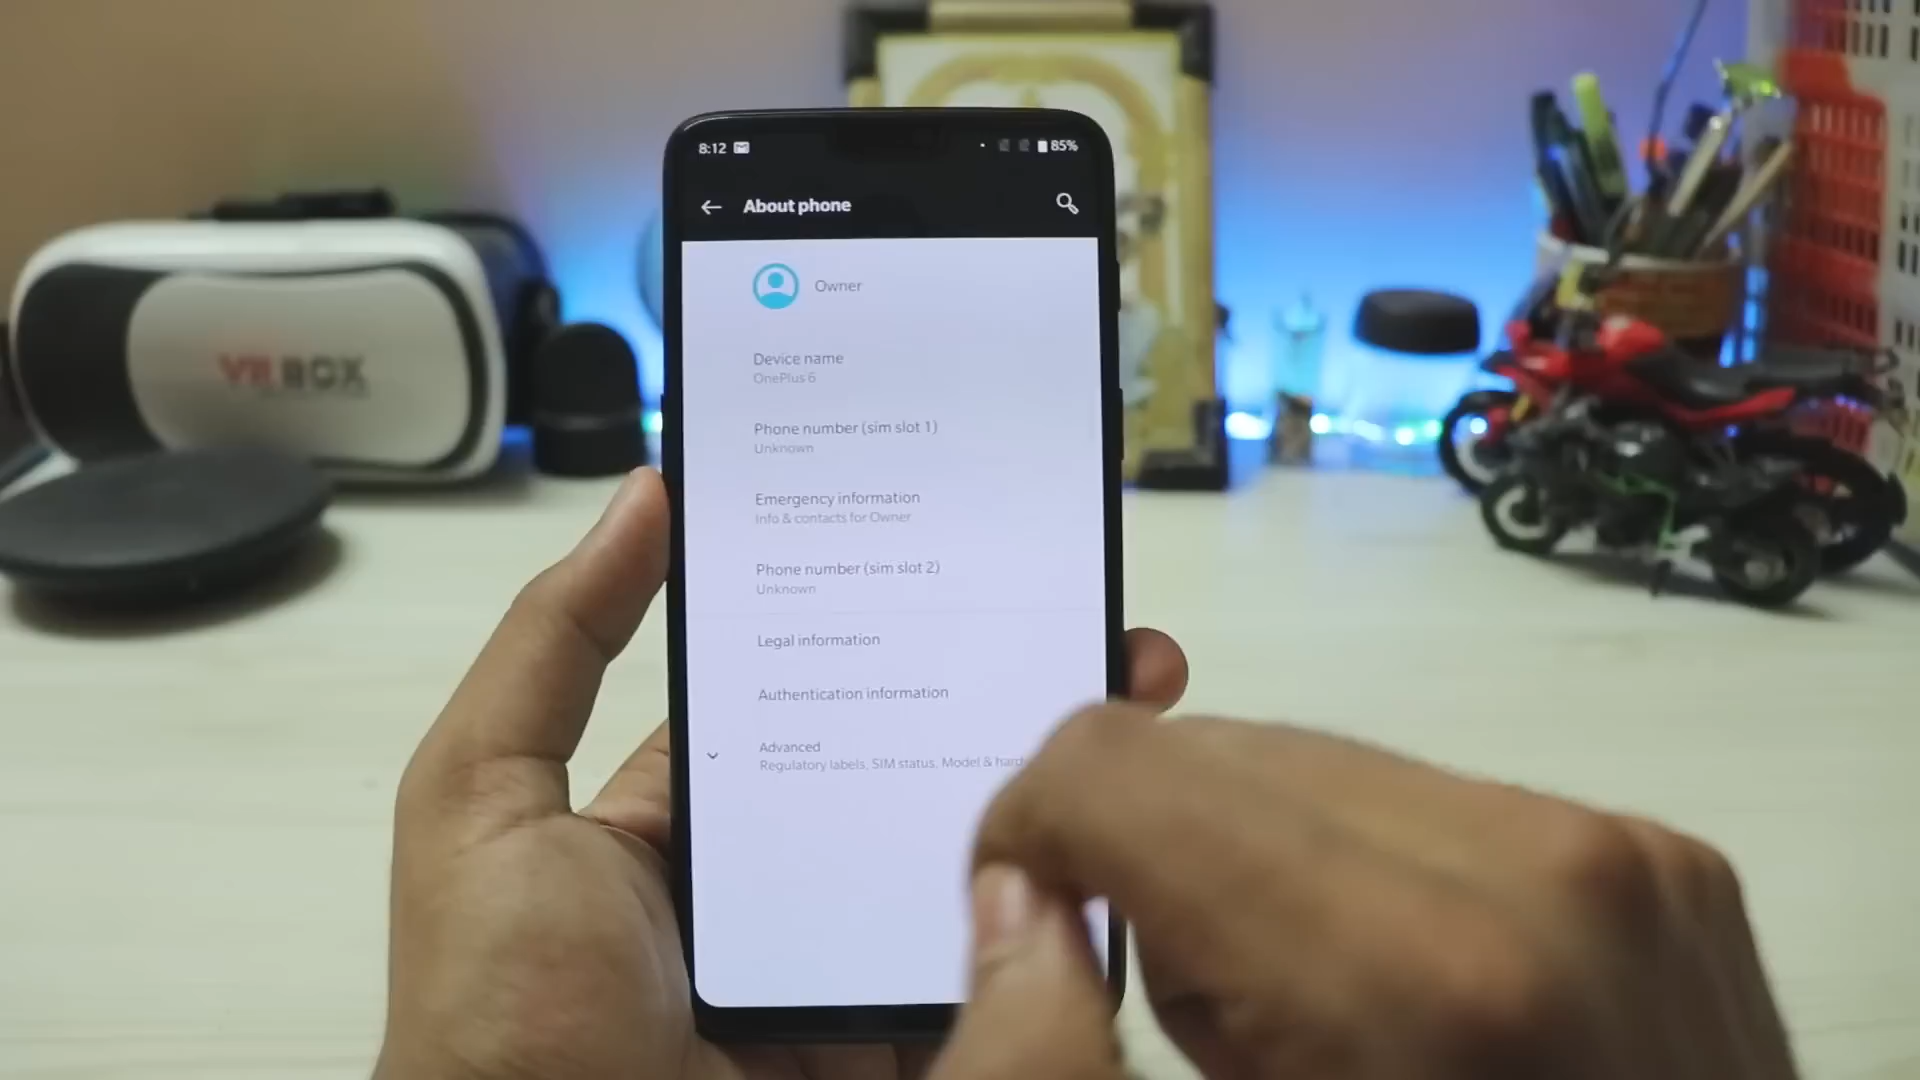 8:12
85%
About phone
Owner
Device name
OnePlus 6
Phone number (sim slot 1)
Unknown
Emergency information
Info & contacts for Owner
Phone number (sim slot 2)
Unknown
Legal information
Authentication information
Advanced
Regulatory labels, SIM status, Model & hard
VR BOX